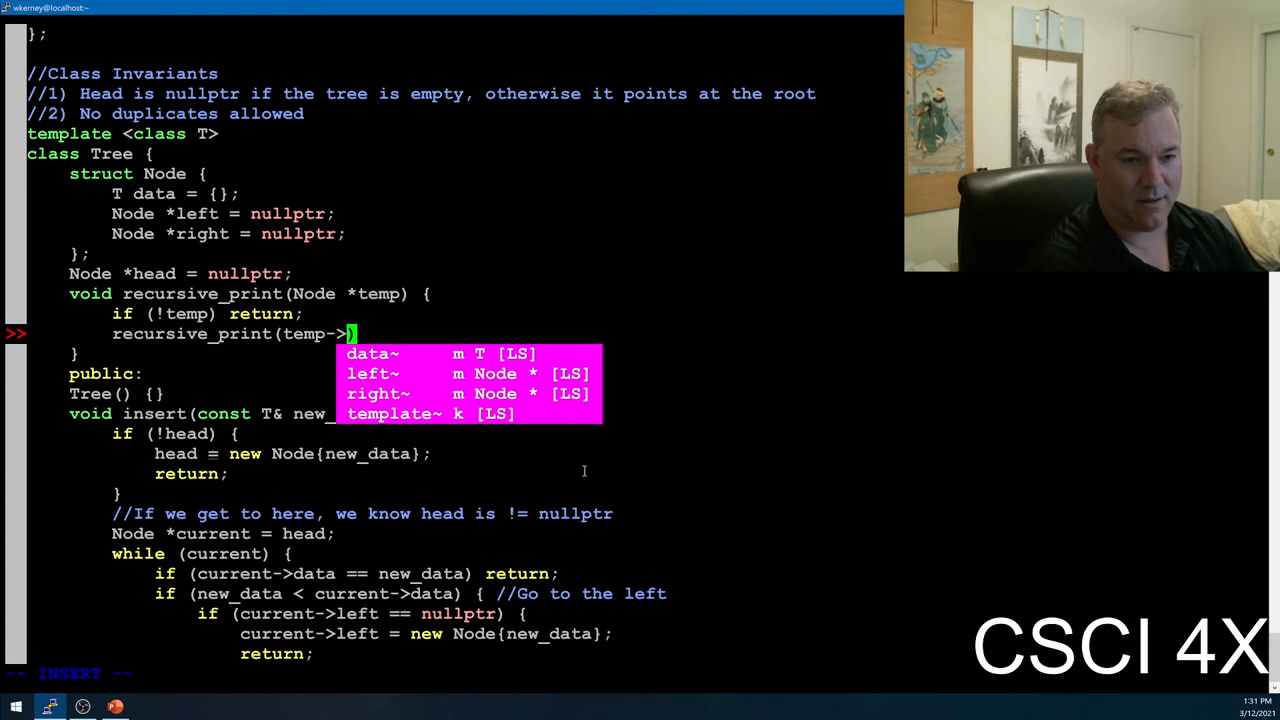 wkerney@localhost:~
};
//Class Invariants
//1) Head is nullptr if the tree is empty, otherwise it points at the root
//2) No duplicates allowed
template <class T>
class Tree {
struct Node {
T data = {};
Node *left = nullptr;
Node *right = nullptr;
};
Node *head = nullptr;
void recursive_print(Node *temp) {
if (!temp) return;
>> recursive_print(temp->)
} data~ m T [LS]
public: left~ m Node * [LS]
Tree() {} right~ m Node * [LS]
void insert(const T& new_ template~ k [LS]
if (!head) {
head = new Node{new_data};
return;
}
//If we get to here, we know head is != nullptr
Node *current = head;
while (current) {
if (current->data == new_data) return;
if (new_data < current->data) { //Go to the left
if (current->left == nullptr) {
current->left = new Node{new_data};
return;
-- INSERT --
CSCI 4X
1:31 PM
3/12/2021